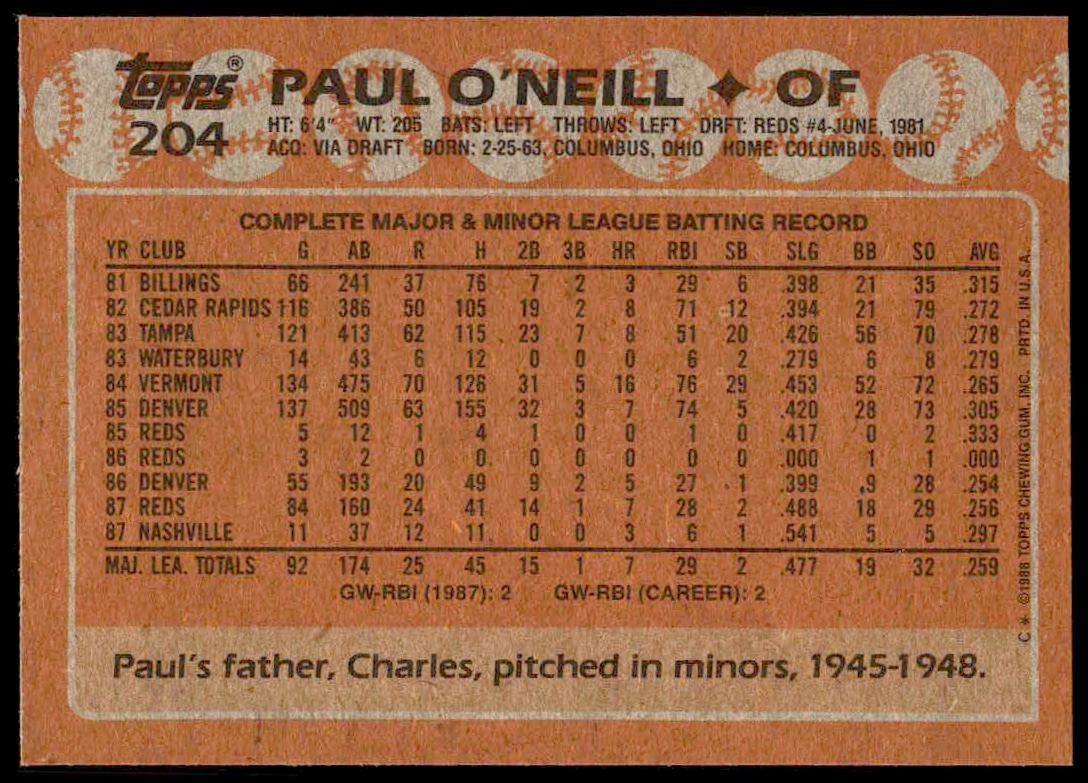 topps® PAUL O'NEILL ✦ OF
204 HT: 6'4" WT: 205 BATS: LEFT THROWS: LEFT DRFT: REDS #4-JUNE, 1981
ACQ: VIA DRAFT BORN: 2-25-63, COLUMBUS, OHIO HOME: COLUMBUS, OHIO
COMPLETE MAJOR & MINOR LEAGUE BATTING RECORD
YR CLUB G AB R H 2B 3B HR RBI SB SLG BB SO AVG
81 BILLINGS 66 241 37 76 7 2 3 29 6 .398 21 35 .315
82 CEDAR RAPIDS 116 386 50 105 19 2 8 71 12 .394 21 79 .272
83 TAMPA 121 413 62 115 23 7 8 51 20 .426 56 70 .278
83 WATERBURY 14 43 6 12 0 0 0 6 2 .279 6 8 .279
84 VERMONT 134 475 70 126 31 5 16 76 29 .453 52 72 .265
85 DENVER 137 509 63 155 32 3 7 74 5 .420 28 73 .305
85 REDS 5 12 1 4 1 0 0 1 0 .417 0 2 .333
86 REDS 3 2 0 0 0 0 0 0 0 .000 1 1 .000
86 DENVER 55 193 20 49 9 2 5 27 1 .399 9 28 .254
87 REDS 84 160 24 41 14 1 7 28 2 .488 18 29 .256
87 NASHVILLE 11 37 12 11 0 0 3 6 1 .541 5 5 .297
MAJ. LEA. TOTALS 92 174 25 45 15 1 7 29 2 .477 19 32 .259
GW-RBI (1987): 2 GW-RBI (CAREER): 2
Paul's father, Charles, pitched in minors, 1945-1948.
C * ©1988 TOPPS CHEWING GUM, INC. PRTD. IN U.S.A.